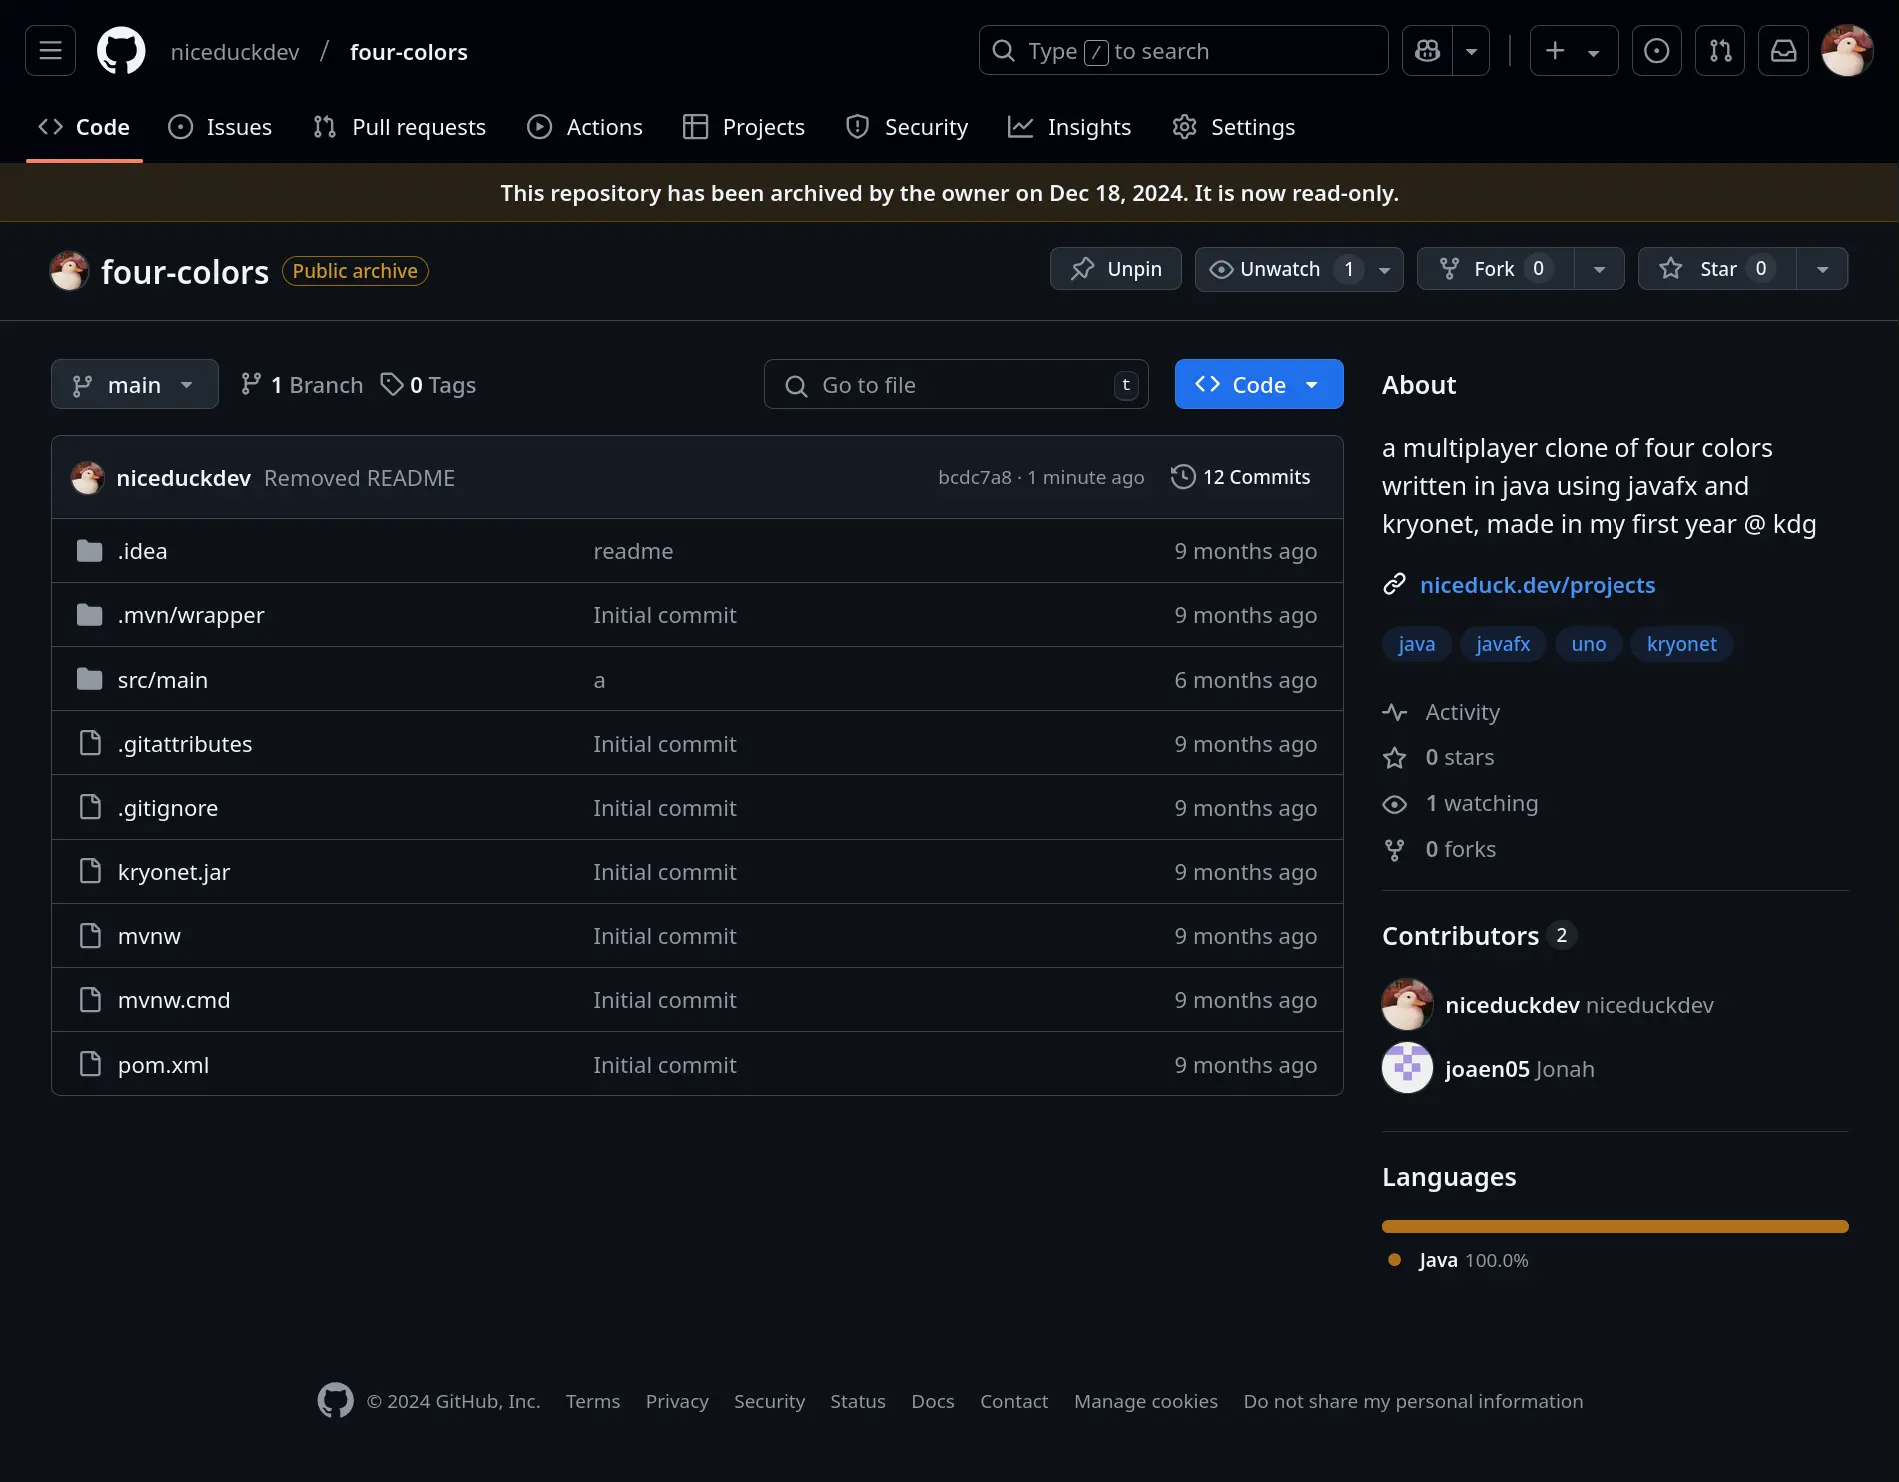 niceduckdev / four-colors
Type / to search
Code Issues Pull requests Actions Projects Security Insights Settings
This repository has been archived by the owner on Dec 18, 2024. It is now read-only.
four-colors Public archive
Unpin Unwatch 1 Fork 0 Star 0
main 1 Branch 0 Tags Go to file t Code
niceduckdev Removed README bcdc7a8 · 1 minute ago 12 Commits
.idea readme 9 months ago
.mvn/wrapper Initial commit 9 months ago
src/main a 6 months ago
.gitattributes Initial commit 9 months ago
.gitignore Initial commit 9 months ago
kryonet.jar Initial commit 9 months ago
mvnw Initial commit 9 months ago
mvnw.cmd Initial commit 9 months ago
pom.xml Initial commit 9 months ago
About
a multiplayer clone of four colors
written in java using javafx and
kryonet, made in my first year @ kdg
niceduck.dev/projects
java javafx uno kryonet
Activity
0 stars
1 watching
0 forks
Contributors 2
niceduckdev niceduckdev
joaen05 Jonah
Languages
Java 100.0%
© 2024 GitHub, Inc. Terms Privacy Security Status Docs Contact Manage cookies Do not share my personal information